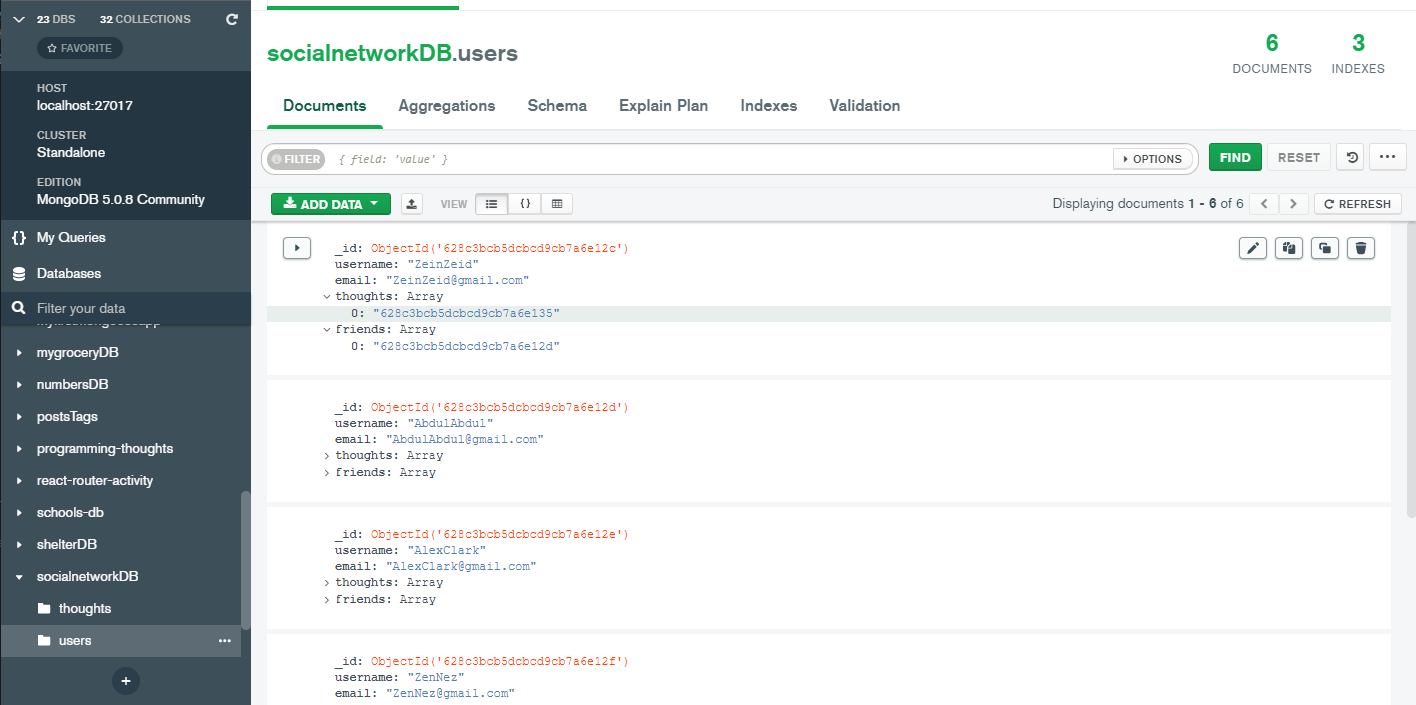 23 DBS 32 COLLECTIONS
FAVORITE
HOST
localhost:27017
CLUSTER
Standalone
EDITION
MongoDB 5.0.8 Community
{} My Queries
Databases
Filter your data
mygroceryDB
numbersDB
postsTags
programming-thoughts
react-router-activity
schools-db
shelterDB
socialnetworkDB
thoughts
users
socialnetworkDB.users
6 DOCUMENTS
3 INDEXES
Documents Aggregations Schema Explain Plan Indexes Validation
FILTER { field: 'value' } OPTIONS FIND RESET
ADD DATA VIEW {} Displaying documents 1 - 6 of 6 REFRESH
_id: ObjectId('628c3bcb5dcbcd9cb7a6e12c')
username: "ZeinZeid"
email: "ZeinZeid@gmail.com"
thoughts: Array
0: "628c3bcb5dcbcd9cb7a6e135"
friends: Array
0: "628c3bcb5dcbcd9cb7a6e12d"
_id: ObjectId('628c3bcb5dcbcd9cb7a6e12d')
username: "AbdulAbdul"
email: "AbdulAbdul@gmail.com"
thoughts: Array
friends: Array
_id: ObjectId('628c3bcb5dcbcd9cb7a6e12e')
username: "AlexClark"
email: "AlexClark@gmail.com"
thoughts: Array
friends: Array
_id: ObjectId('628c3bcb5dcbcd9cb7a6e12f')
username: "ZenNez"
email: "ZenNez@gmail.com"